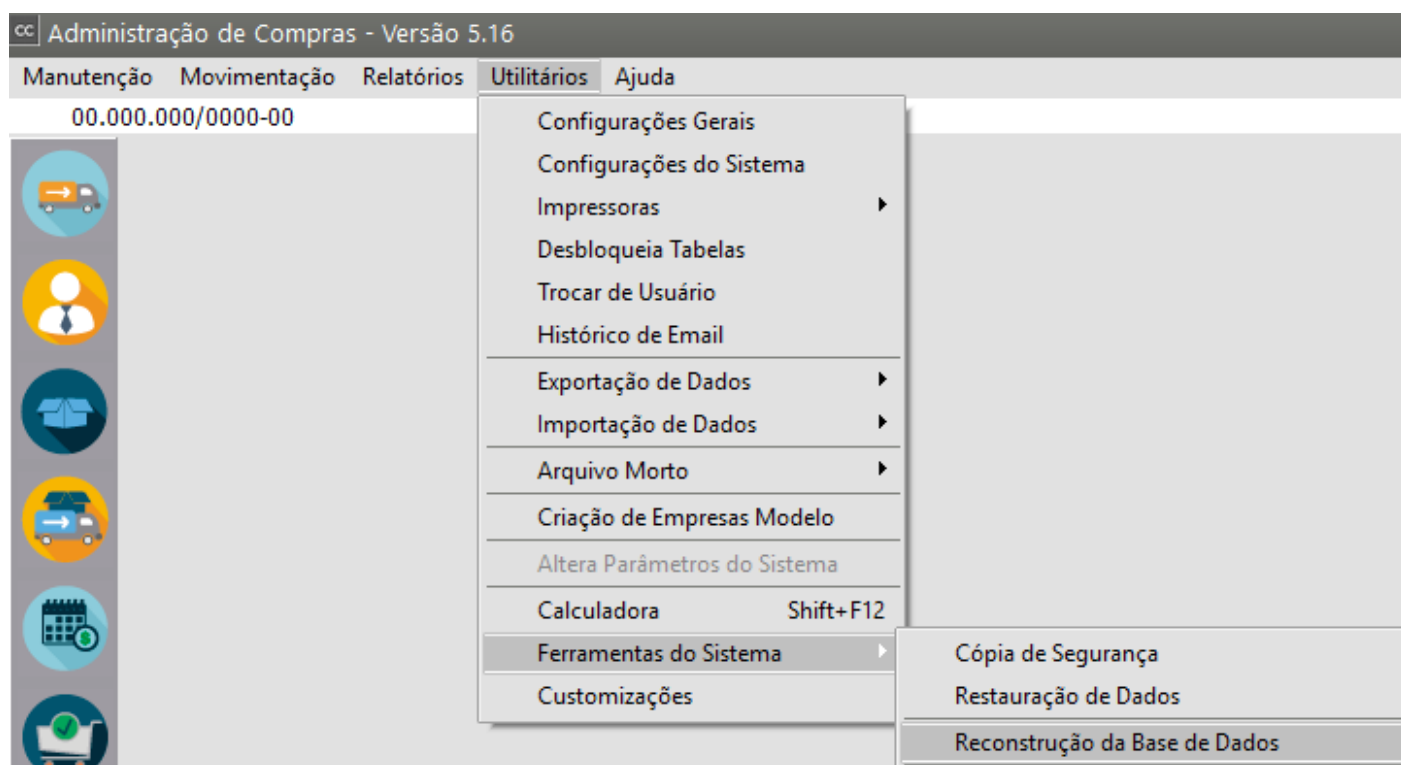 cc Administração de Compras - Versão 5.16
Manutenção Movimentação Relatórios Utilitários Ajuda
00.000.000/0000-00
Configurações Gerais
Configurações do Sistema
Impressoras
Desbloqueia Tabelas
Trocar de Usuário
Histórico de Email
Exportação de Dados
Importação de Dados
Arquivo Morto
Criação de Empresas Modelo
Altera Parâmetros do Sistema
Calculadora Shift+F12
Ferramentas do Sistema
Customizações
Cópia de Segurança
Restauração de Dados
Reconstrução da Base de Dados